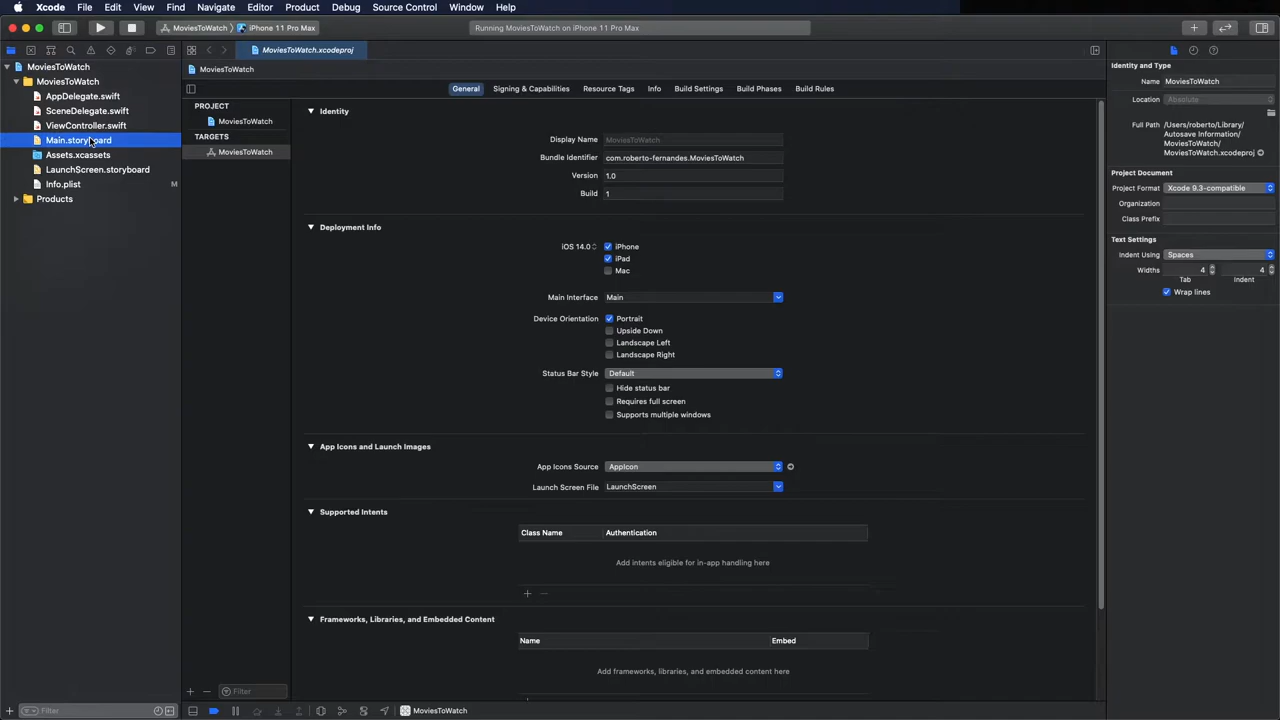 Xcode File Edit View Find Navigate Editor Product Debug Source Control Window Help
MoviesToWatch iPhone 11 Pro Max Running MoviesToWatch on iPhone 11 Pro Max
MoviesToWatch.xcodeproj
MoviesToWatch
MoviesToWatch
AppDelegate.swift
SceneDelegate.swift
ViewController.swift
Main.storyboard
Assets.xcassets
LaunchScreen.storyboard
Info.plist M
Products
Filter
MoviesToWatch
General Signing & Capabilities Resource Tags Info Build Settings Build Phases Build Rules
PROJECT
MoviesToWatch
TARGETS
MoviesToWatch
Filter
Identity
Display Name MoviesToWatch
Bundle Identifier com.roberto-fernandes.MoviesToWatch
Version 1.0
Build 1
Deployment Info
iOS 14.0 iPhone
iPad
Mac
Main Interface Main
Device Orientation Portrait
Upside Down
Landscape Left
Landscape Right
Status Bar Style Default
Hide status bar
Requires full screen
Supports multiple windows
App Icons and Launch Images
App Icons Source AppIcon
Launch Screen File LaunchScreen
Supported Intents
Class Name Authentication
Add intents eligible for in-app handling here
Frameworks, Libraries, and Embedded Content
Name Embed
Add frameworks, libraries, and embedded content here
MoviesToWatch
Identity and Type
Name MoviesToWatch
Location Absolute
Full Path /Users/roberto/Library/
Autosave Information/
MoviesToWatch/
MoviesToWatch.xcodeproj
Project Document
Project Format Xcode 9.3-compatible
Organization
Class Prefix
Text Settings
Indent Using Spaces
Widths 4 4
Tab Indent
Wrap lines